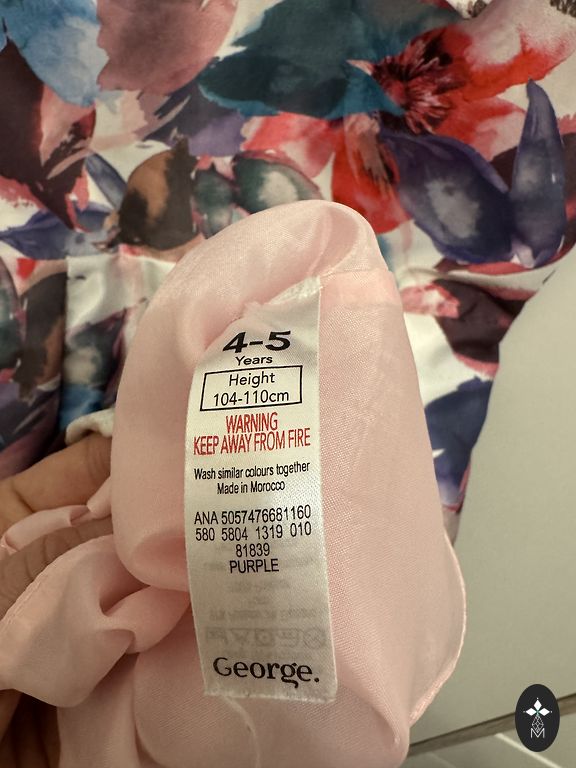 4-5
Years
Height
104-110cm
WARNING
KEEP AWAY FROM FIRE
Wash similar colours together
Made in Morocco
ANA 5057476681160
580 5804 1319 010
81839
PURPLE
George.
M